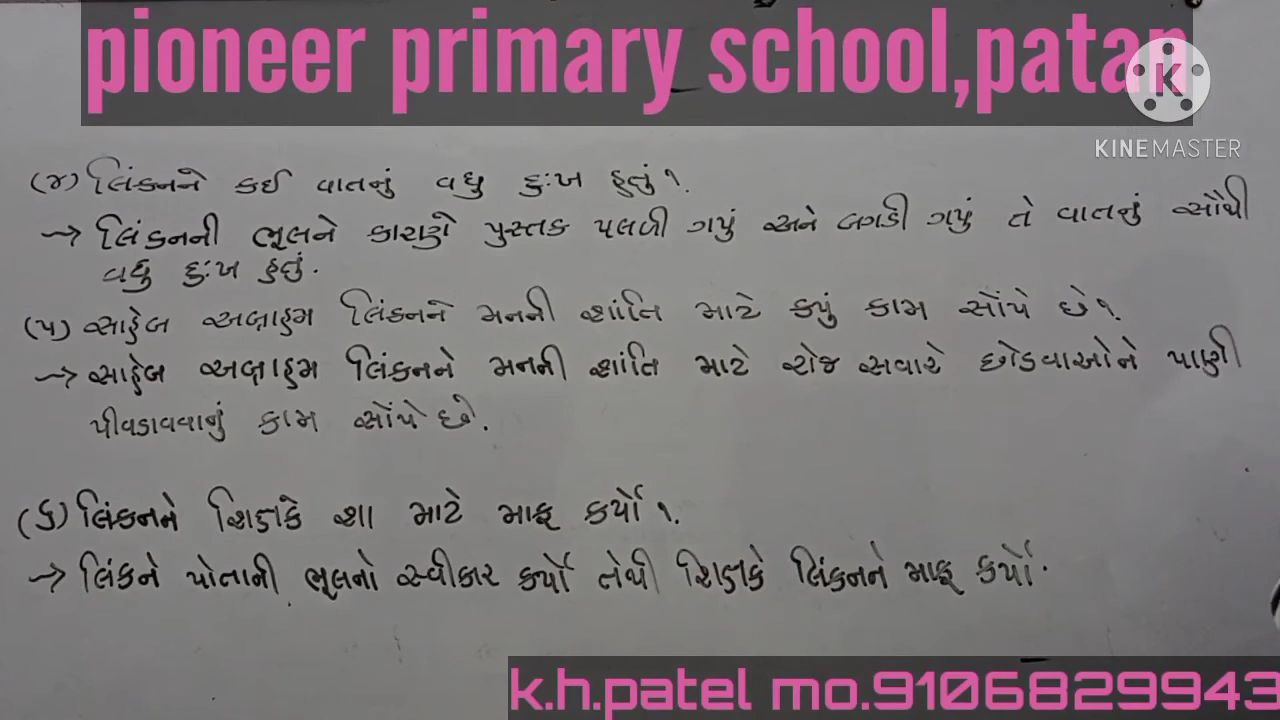 pioneer primary school,patan
K
KINEMASTER
(૪) લિંકનને કઈ વાતનું વધુ દુઃખ હતું ?
→ લિંકનની ભૂલને કારણે પુસ્તક પલળી ગયું અને બગડી ગયું તે વાતનું સૌથી
વધુ દુઃખ હતું.
(૫) સાહેબ અબ્રાહમ લિંકનને મનની શાંતિ માટે કયું કામ સોંપે છે ?
→ સાહેબ અબ્રાહમ લિંકનને મનની શાંતિ માટે રોજ સવારે છોડવાઓને પાણી
પીવડાવવાનું કામ સોંપે છે.
(૬) લિંકનને શિક્ષકે શા માટે માફ કર્યો ?
→ લિંકને પોતાની ભૂલનો સ્વીકાર કર્યો તેથી શિક્ષકે લિંકનને માફ કર્યો.
k.h.patel mo.9106829943